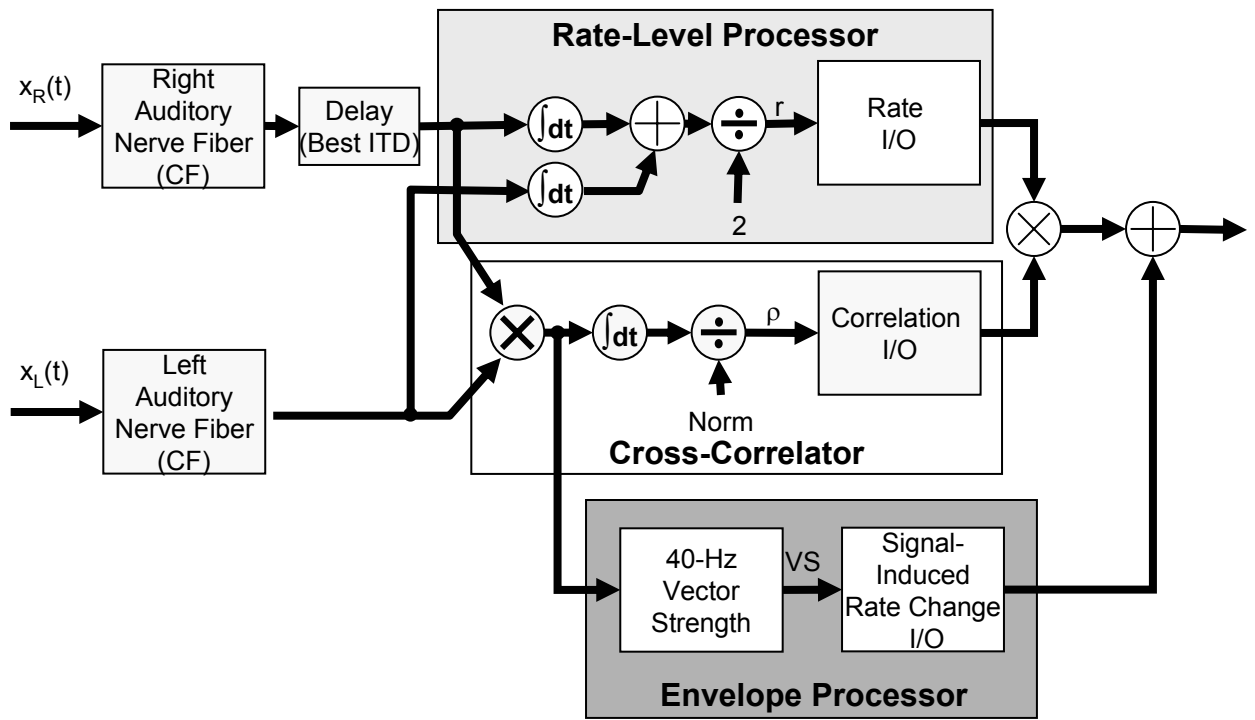 Rate-Level Processor
x_R(t)
Right
Auditory
Nerve Fiber
(CF)
Delay
(Best ITD)
∫dt
+
÷
r
Rate
I/O
∫dt
2
×
+
x_L(t)
Left
Auditory
Nerve Fiber
(CF)
×
∫dt
÷
ρ
Correlation
I/O
Norm
Cross-Correlator
40-Hz
Vector
Strength
VS
Signal-
Induced
Rate Change
I/O
Envelope Processor